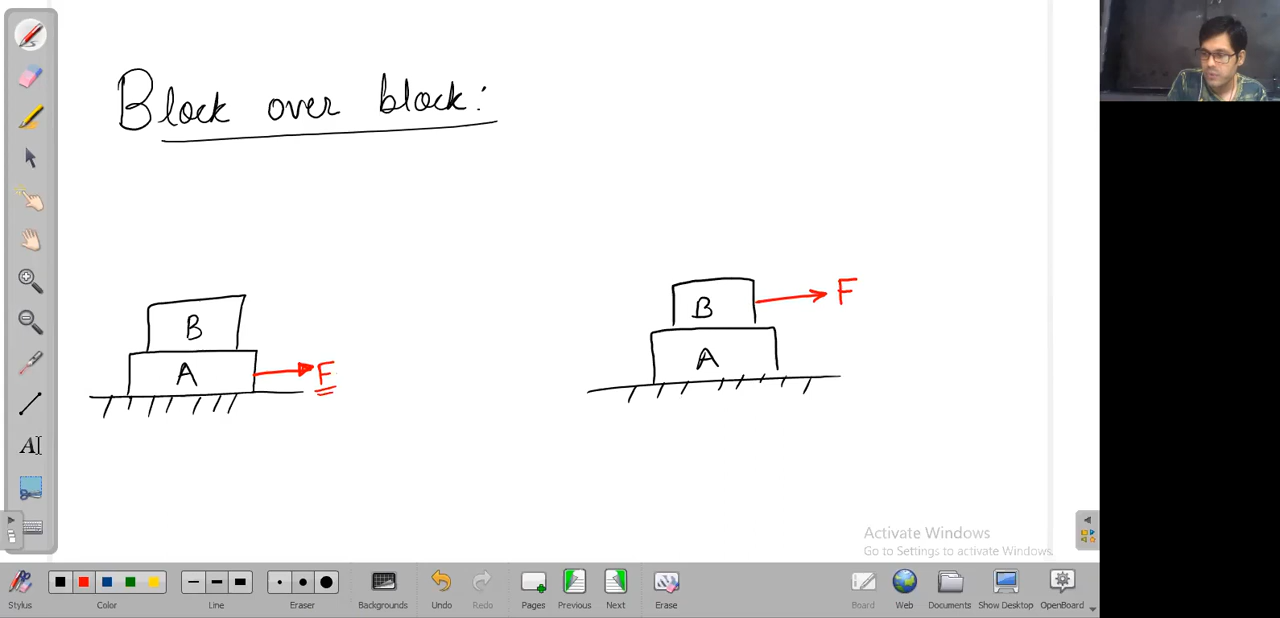 Block over block:
B
A
F
B
A
F
A
Activate Windows
Go to Settings to activate Windows.
Stylus
Color
Line
Eraser
Backgrounds
Undo
Redo
Pages
Previous
Next
Erase
Board
Web
Documents
Show Desktop
OpenBoard